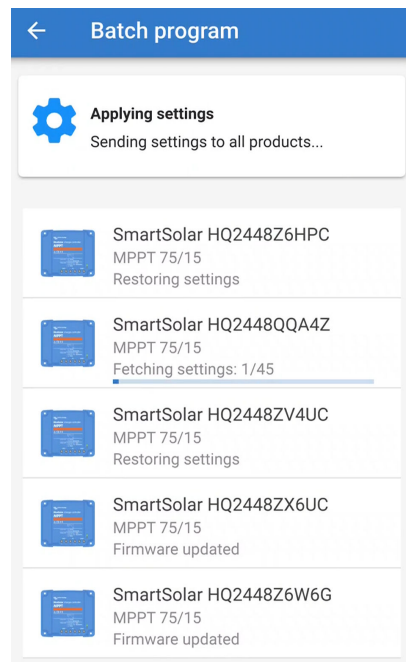 Batch program
Applying settings
Sending settings to all products...
SmartSolar HQ2448Z6HPC
MPPT 75/15
Restoring settings
SmartSolar HQ2448QQA4Z
MPPT 75/15
Fetching settings: 1/45
SmartSolar HQ2448ZV4UC
MPPT 75/15
Restoring settings
SmartSolar HQ2448ZX6UC
MPPT 75/15
Firmware updated
SmartSolar HQ2448Z6W6G
MPPT 75/15
Firmware updated